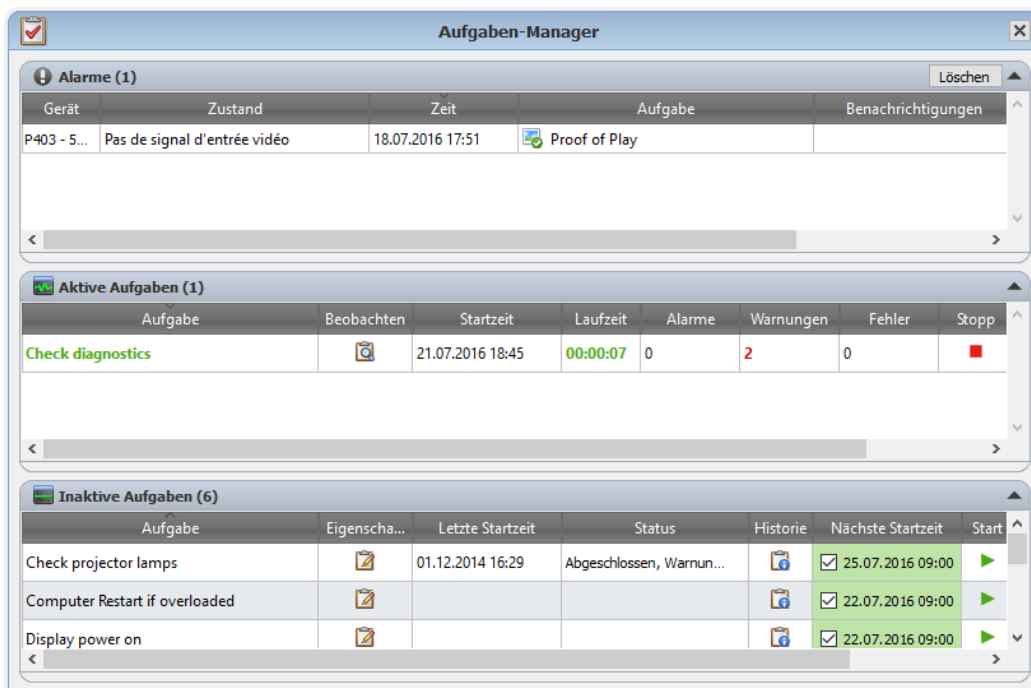 Aufgaben-Manager
Alarme (1) Löschen
Gerät Zustand Zeit Aufgabe Benachrichtigungen
P403 - 5... Pas de signal d'entrée vidéo 18.07.2016 17:51 Proof of Play
Aktive Aufgaben (1)
Aufgabe Beobachten Startzeit Laufzeit Alarme Warnungen Fehler Stopp
Check diagnostics 21.07.2016 18:45 00:00:07 0 2 0
Inaktive Aufgaben (6)
Aufgabe Eigenscha... Letzte Startzeit Status Historie Nächste Startzeit Start
Check projector lamps 01.12.2014 16:29 Abgeschlossen, Warnun... 25.07.2016 09:00
Computer Restart if overloaded 22.07.2016 09:00
Display power on 22.07.2016 09:00